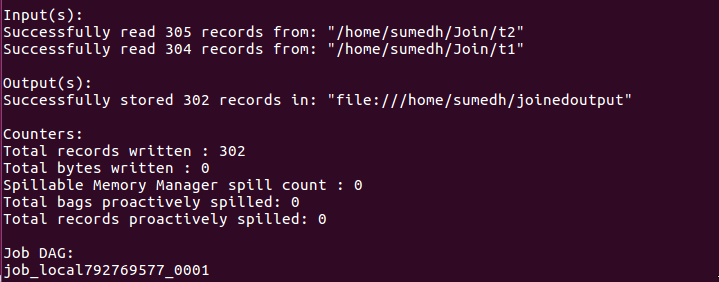 Input(s):
Successfully read 305 records from: "/home/sumedh/Join/t2"
Successfully read 304 records from: "/home/sumedh/Join/t1"
Output(s):
Successfully stored 302 records in: "file:///home/sumedh/joinedoutput"
Counters:
Total records written : 302
Total bytes written : 0
Spillable Memory Manager spill count : 0
Total bags proactively spilled: 0
Total records proactively spilled: 0
Job DAG:
job_local792769577_0001